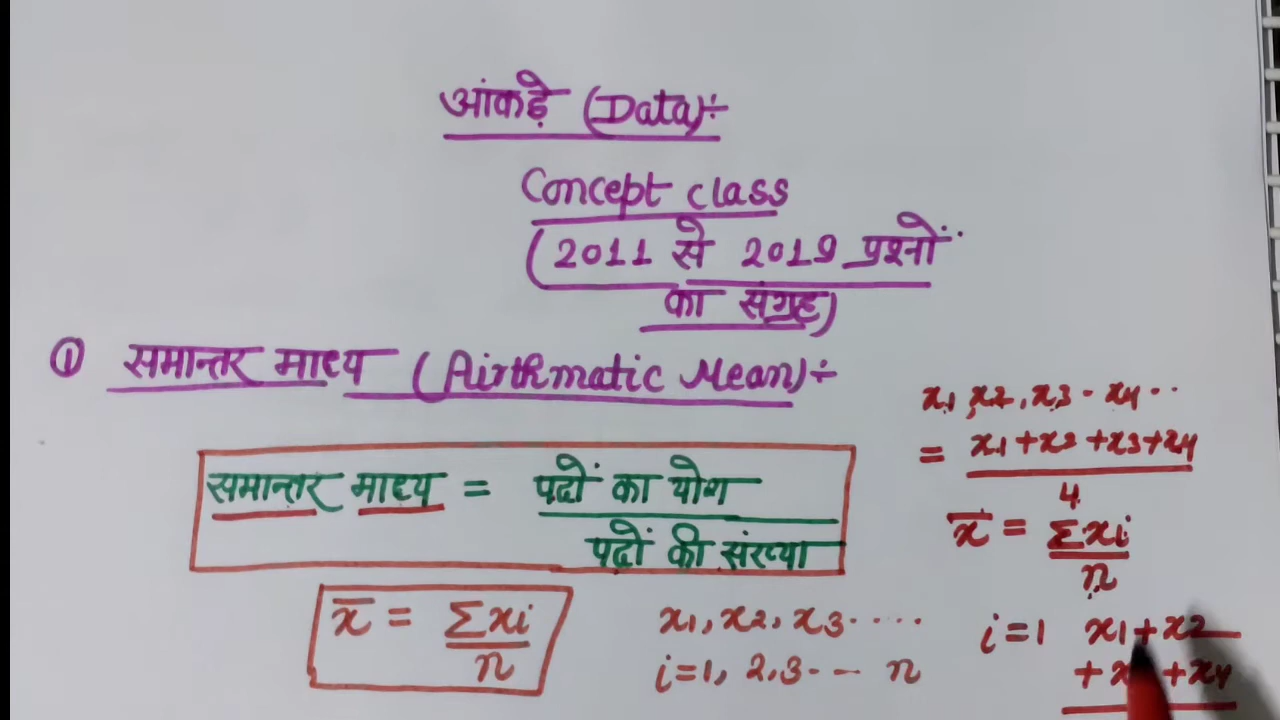 आंकड़े (Data)÷
Concept class
(2011 से 2019 प्रश्नों
का संग्रह)
① समान्तर माध्य (Airthmatic Mean)÷
समान्तर माध्य = पदों का योग
पदों की संख्या
x̄ = Σxi
n
x1, x2, x3 .....
i=1, 2,3 - - - n
x1, x2, x3 - x4 ..
= x1 +x2 +x3+x4
4
x̄ = Σxi
n
i=1 x1+x2
+ +x4